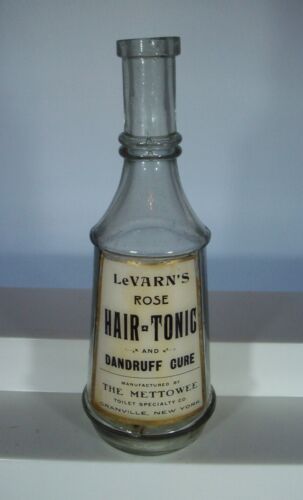 LeVARN'S
ROSE
HAIR-TONIC
AND
DANDRUFF CURE
MANUFACTURED BY
THE METTOWEE
TOILET SPECIALTY CO.
GRANVILLE, NEW YORK